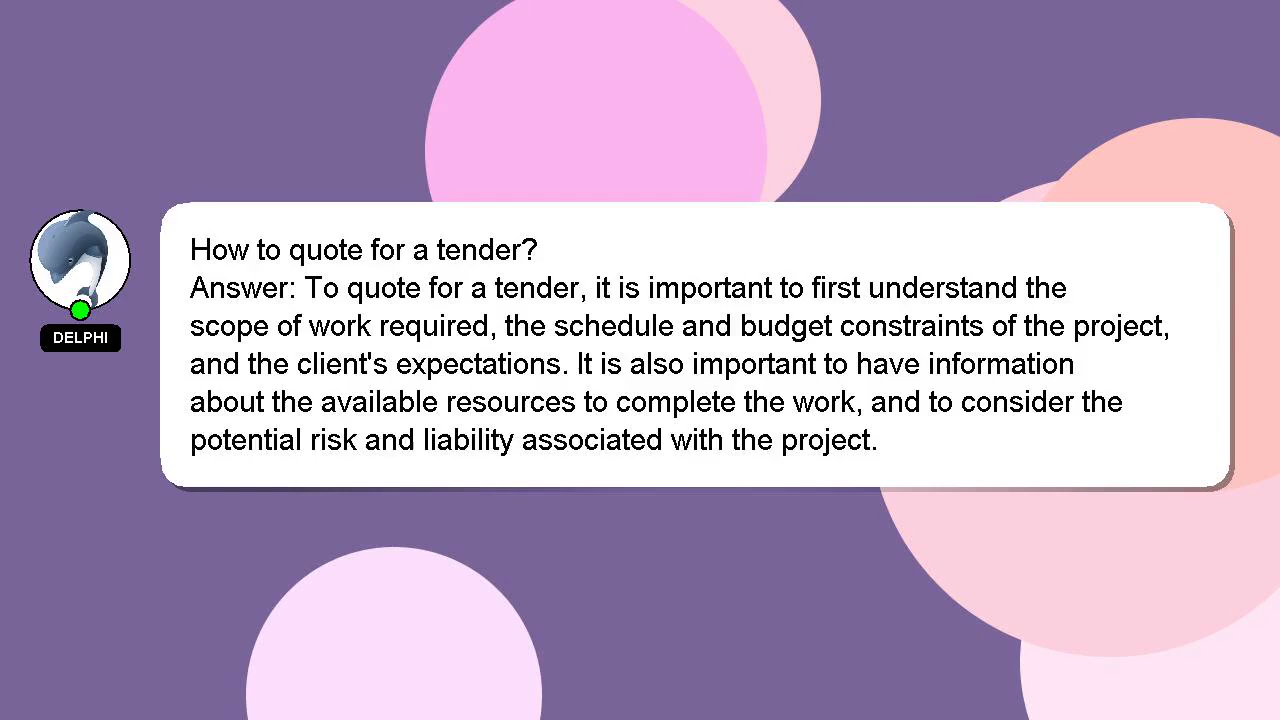 How to quote for a tender?
Answer: To quote for a tender, it is important to first understand the
scope of work required, the schedule and budget constraints of the project,
and the client's expectations. It is also important to have information
about the available resources to complete the work, and to consider the
potential risk and liability associated with the project.
DELPHI